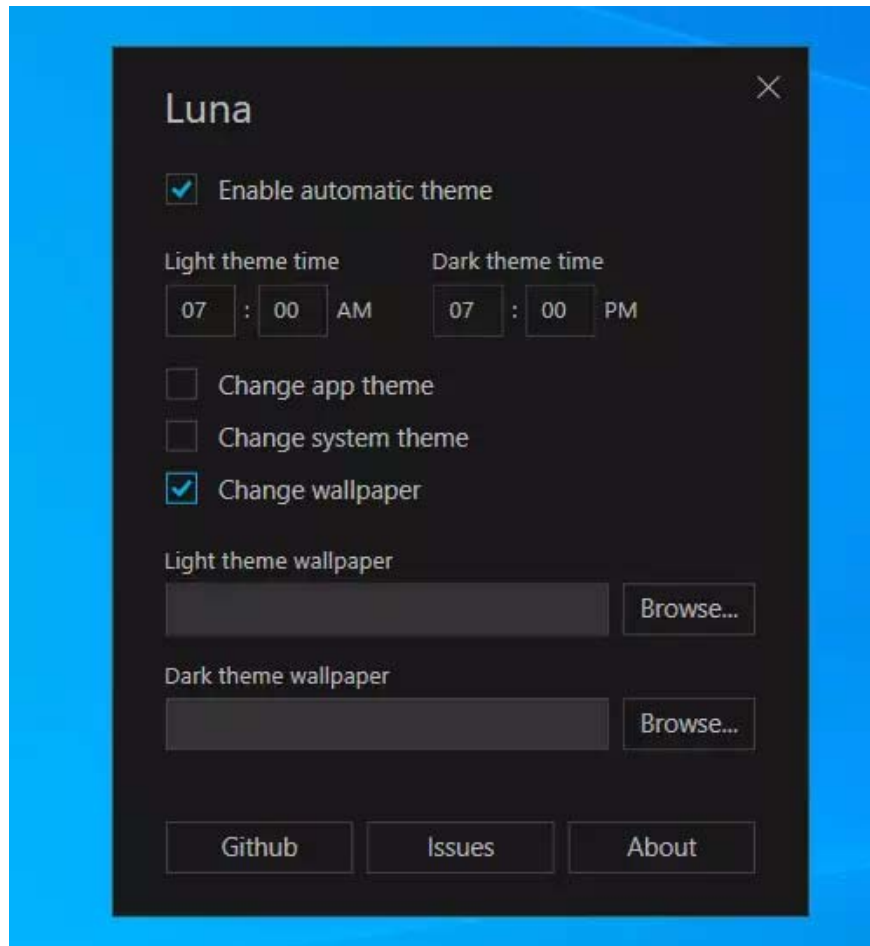 Luna
Enable automatic theme
Light theme time Dark theme time
07 : 00 AM 07 : 00 PM
Change app theme
Change system theme
Change wallpaper
Light theme wallpaper
Browse...
Dark theme wallpaper
Browse...
Github Issues About